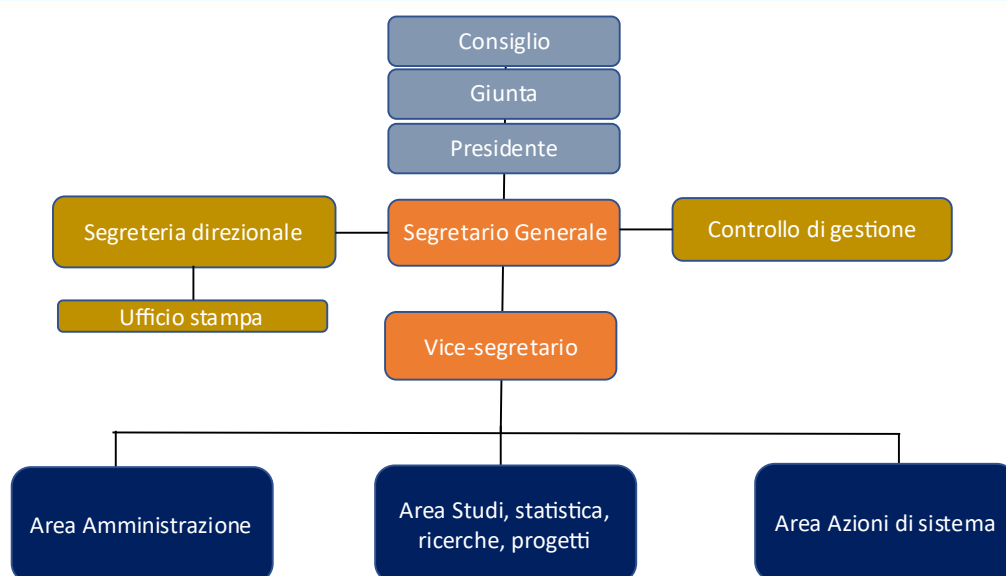 Consiglio
Giunta
Presidente
Segreteria direzionale
Segretario Generale
Controllo di gestione
Ufficio stampa
Vice-segretario
Area Amministrazione
Area Studi, statistica,
ricerche, progetti
Area Azioni di sistema